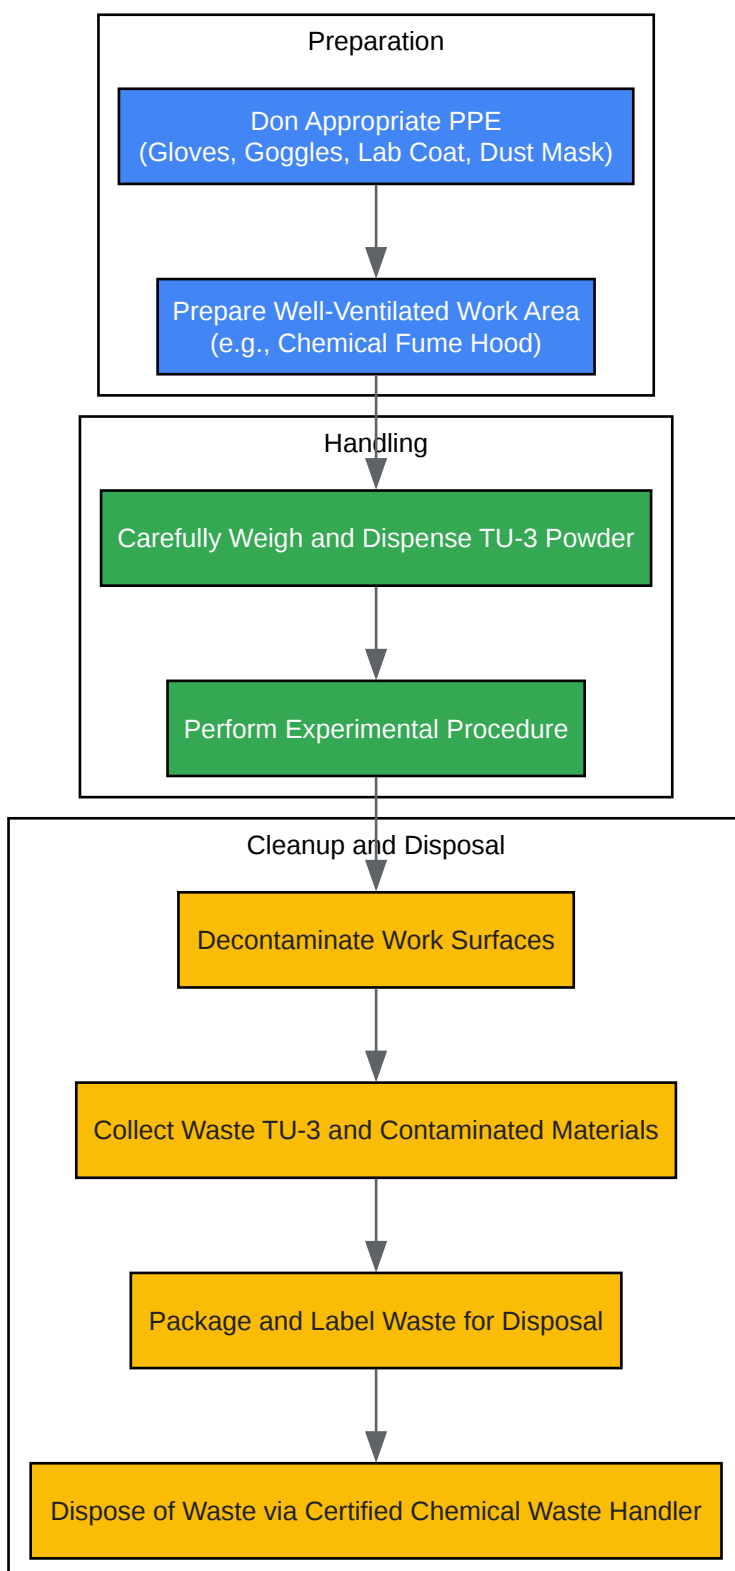 Preparation
Don Appropriate PPE
(Gloves, Goggles, Lab Coat, Dust Mask)
Prepare Well-Ventilated Work Area
(e.g., Chemical Fume Hood)
Handling
Carefully Weigh and Dispense TU-3 Powder
Perform Experimental Procedure
Cleanup and Disposal
Decontaminate Work Surfaces
Collect Waste TU-3 and Contaminated Materials
Package and Label Waste for Disposal
Dispose of Waste via Certified Chemical Waste Handler